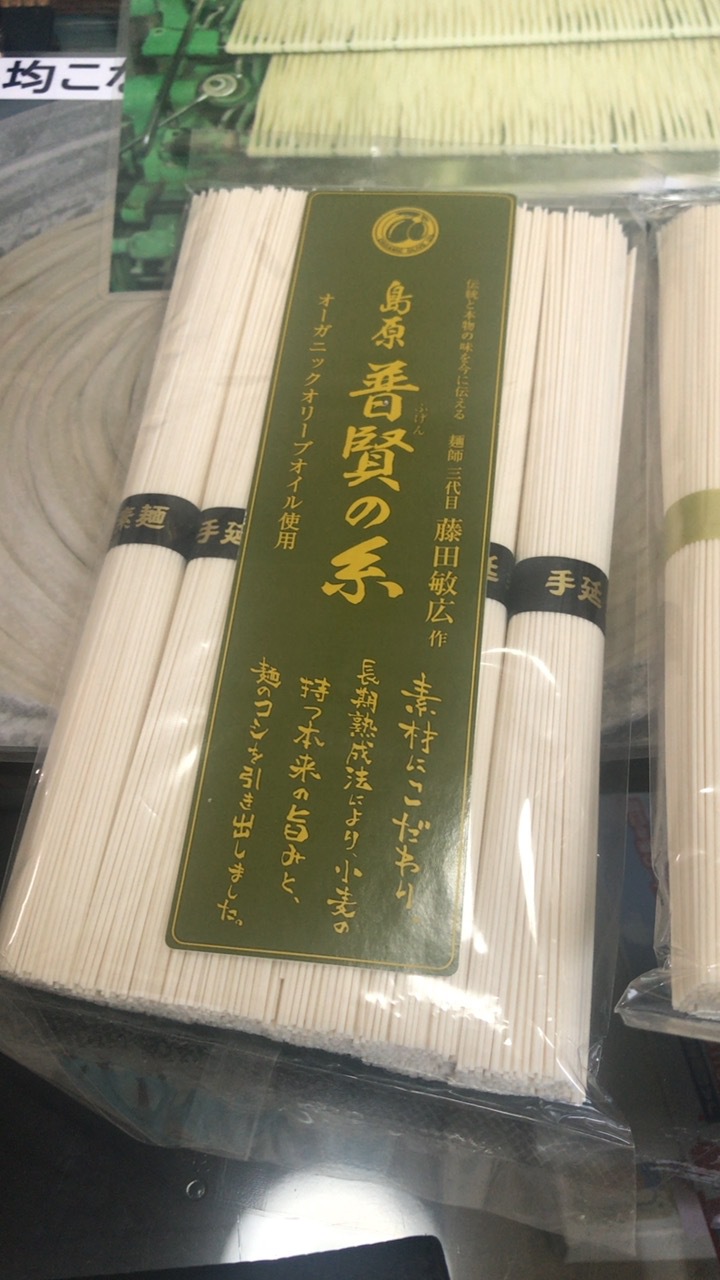 均こな
伝統と本物の味を今に伝える 麺師 三代目 藤田敏広 作
島原 普賢の糸
ふげん
オーガニックオリーブオイル使用
素材にこだわり、
長期熟成法により、小麦の
持つ本来の旨みと、
麺のコシを引き出しました。
素麺
手延
延
手延